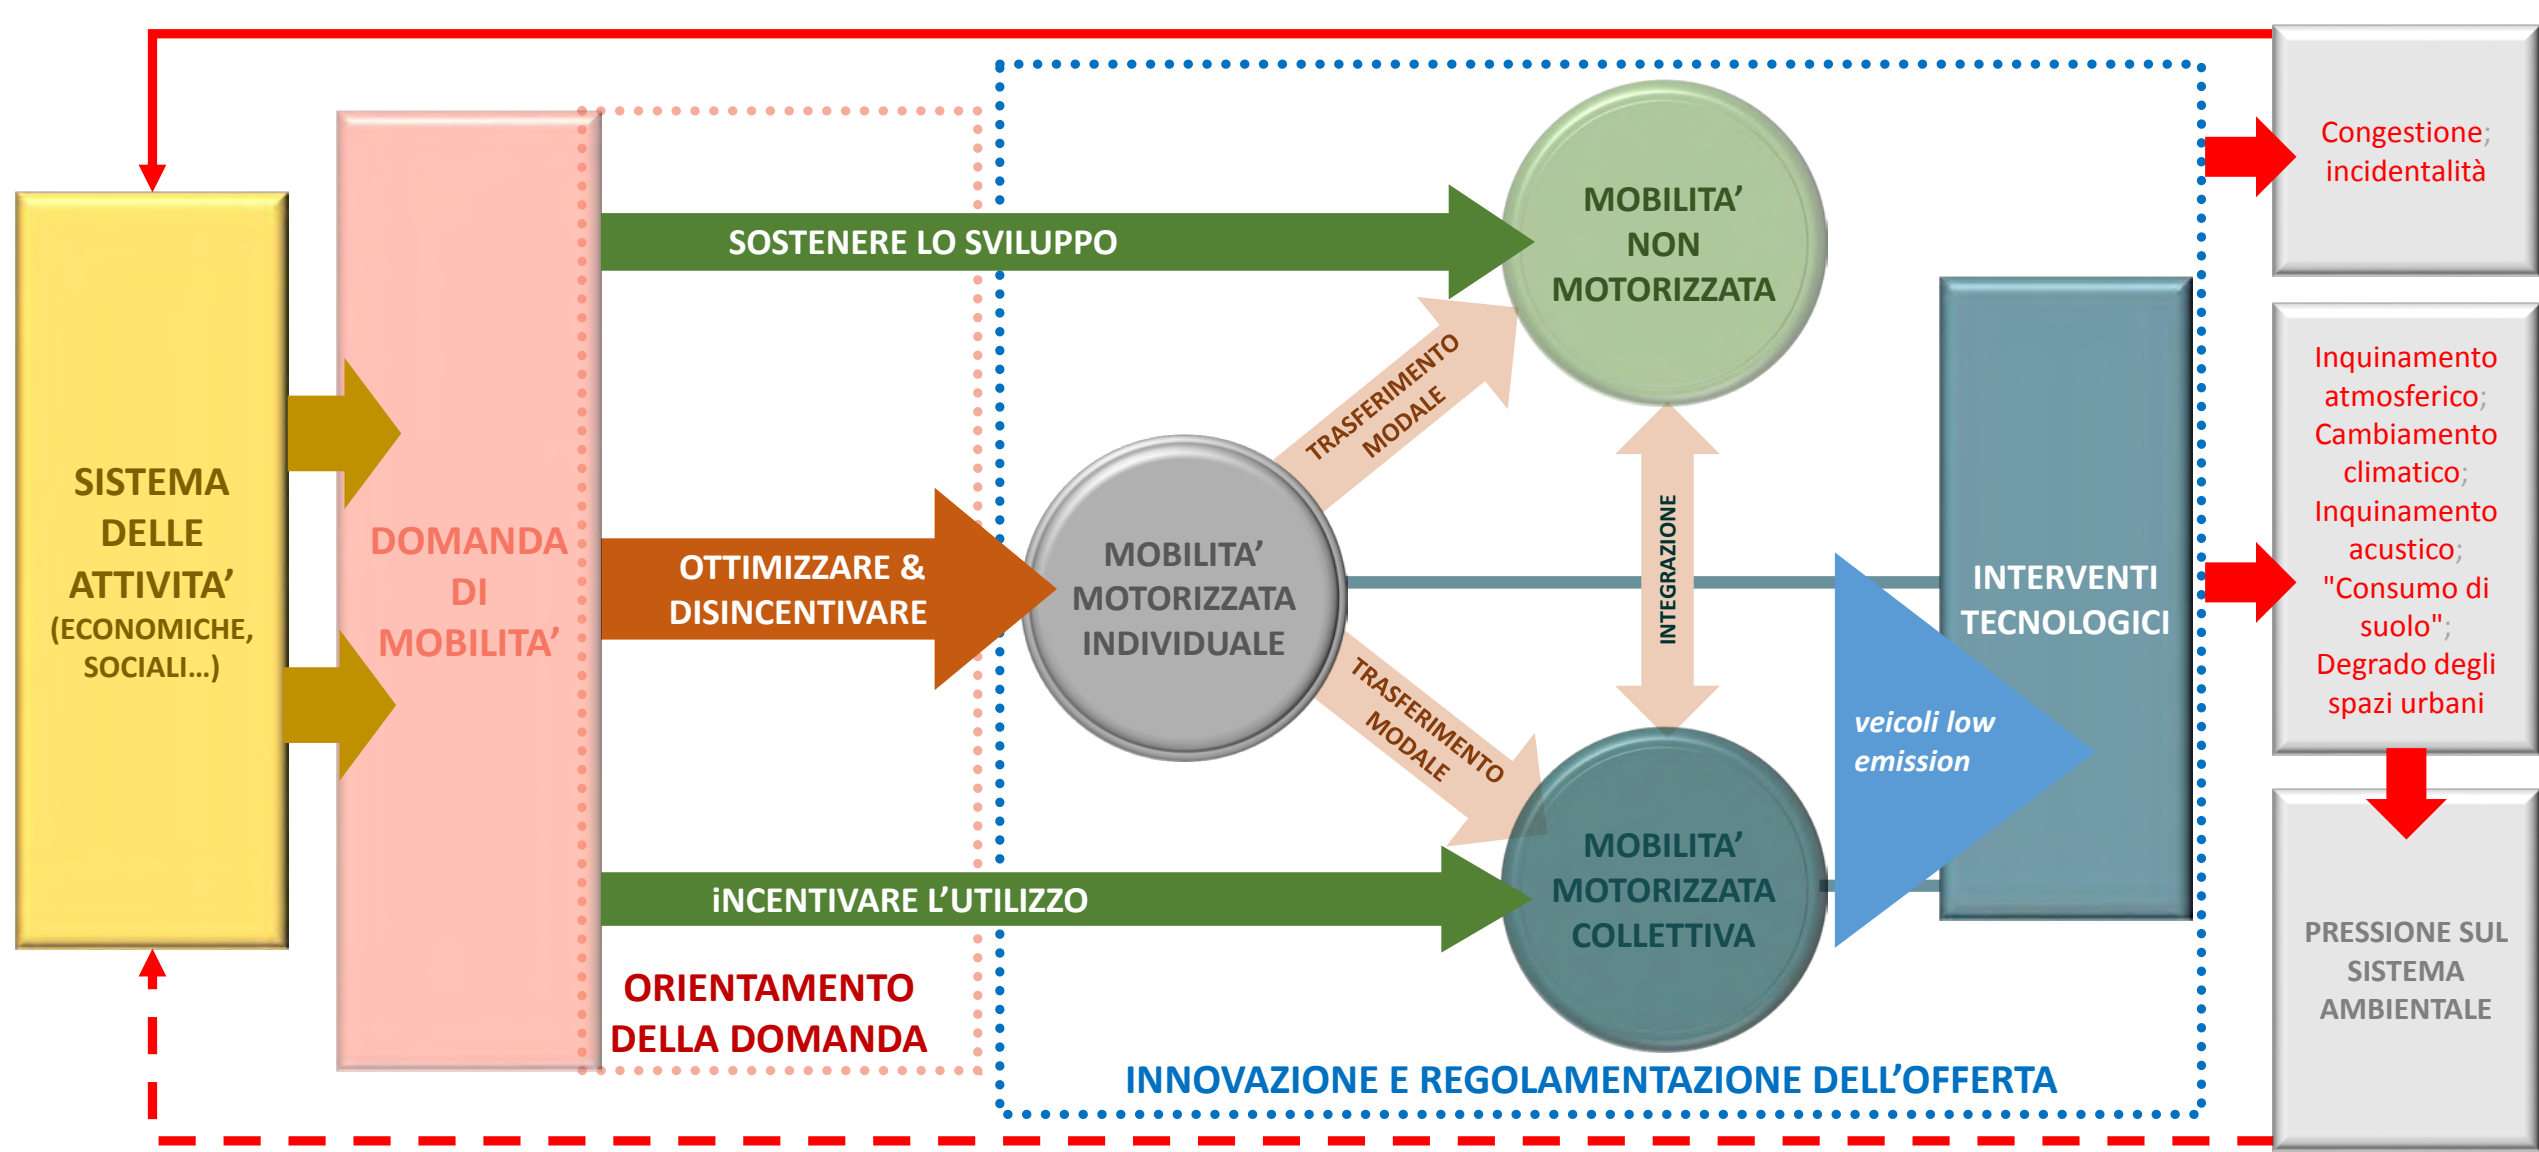 SISTEMA
DELLE
ATTIVITA’
(ECONOMICHE,
SOCIALI...)
DOMANDA
DI
MOBILITA’
SOSTENERE LO SVILUPPO
OTTIMIZZARE &
DISINCENTIVARE
iNCENTIVARE L’UTILIZZO
ORIENTAMENTO
DELLA DOMANDA
MOBILITA’
MOTORIZZATA
INDIVIDUALE
TRASFERIMENTO
MODALE
TRASFERIMENTO
MODALE
MOBILITA’
NON
MOTORIZZATA
INTEGRAZIONE
MOBILITA’
MOTORIZZATA
COLLETTIVA
veicoli low
emission
INTERVENTI
TECNOLOGICI
INNOVAZIONE E REGOLAMENTAZIONE DELL’OFFERTA
Congestione;
incidentalità
Inquinamento
atmosferico;
Cambiamento
climatico;
Inquinamento
acustico;
"Consumo di
suolo";
Degrado degli
spazi urbani
PRESSIONE SUL
SISTEMA
AMBIENTALE